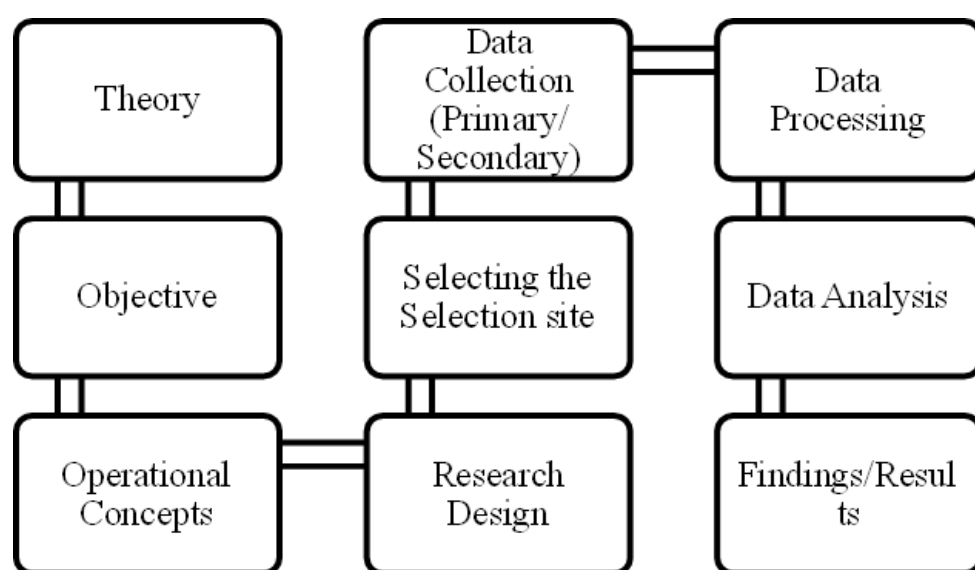 Theory
Objective
Operational
Concepts
Research
Design
Selecting the
Selection site
Data
Collection
(Primary/
Secondary)
Data
Processing
Data Analysis
Findings/Resul
ts